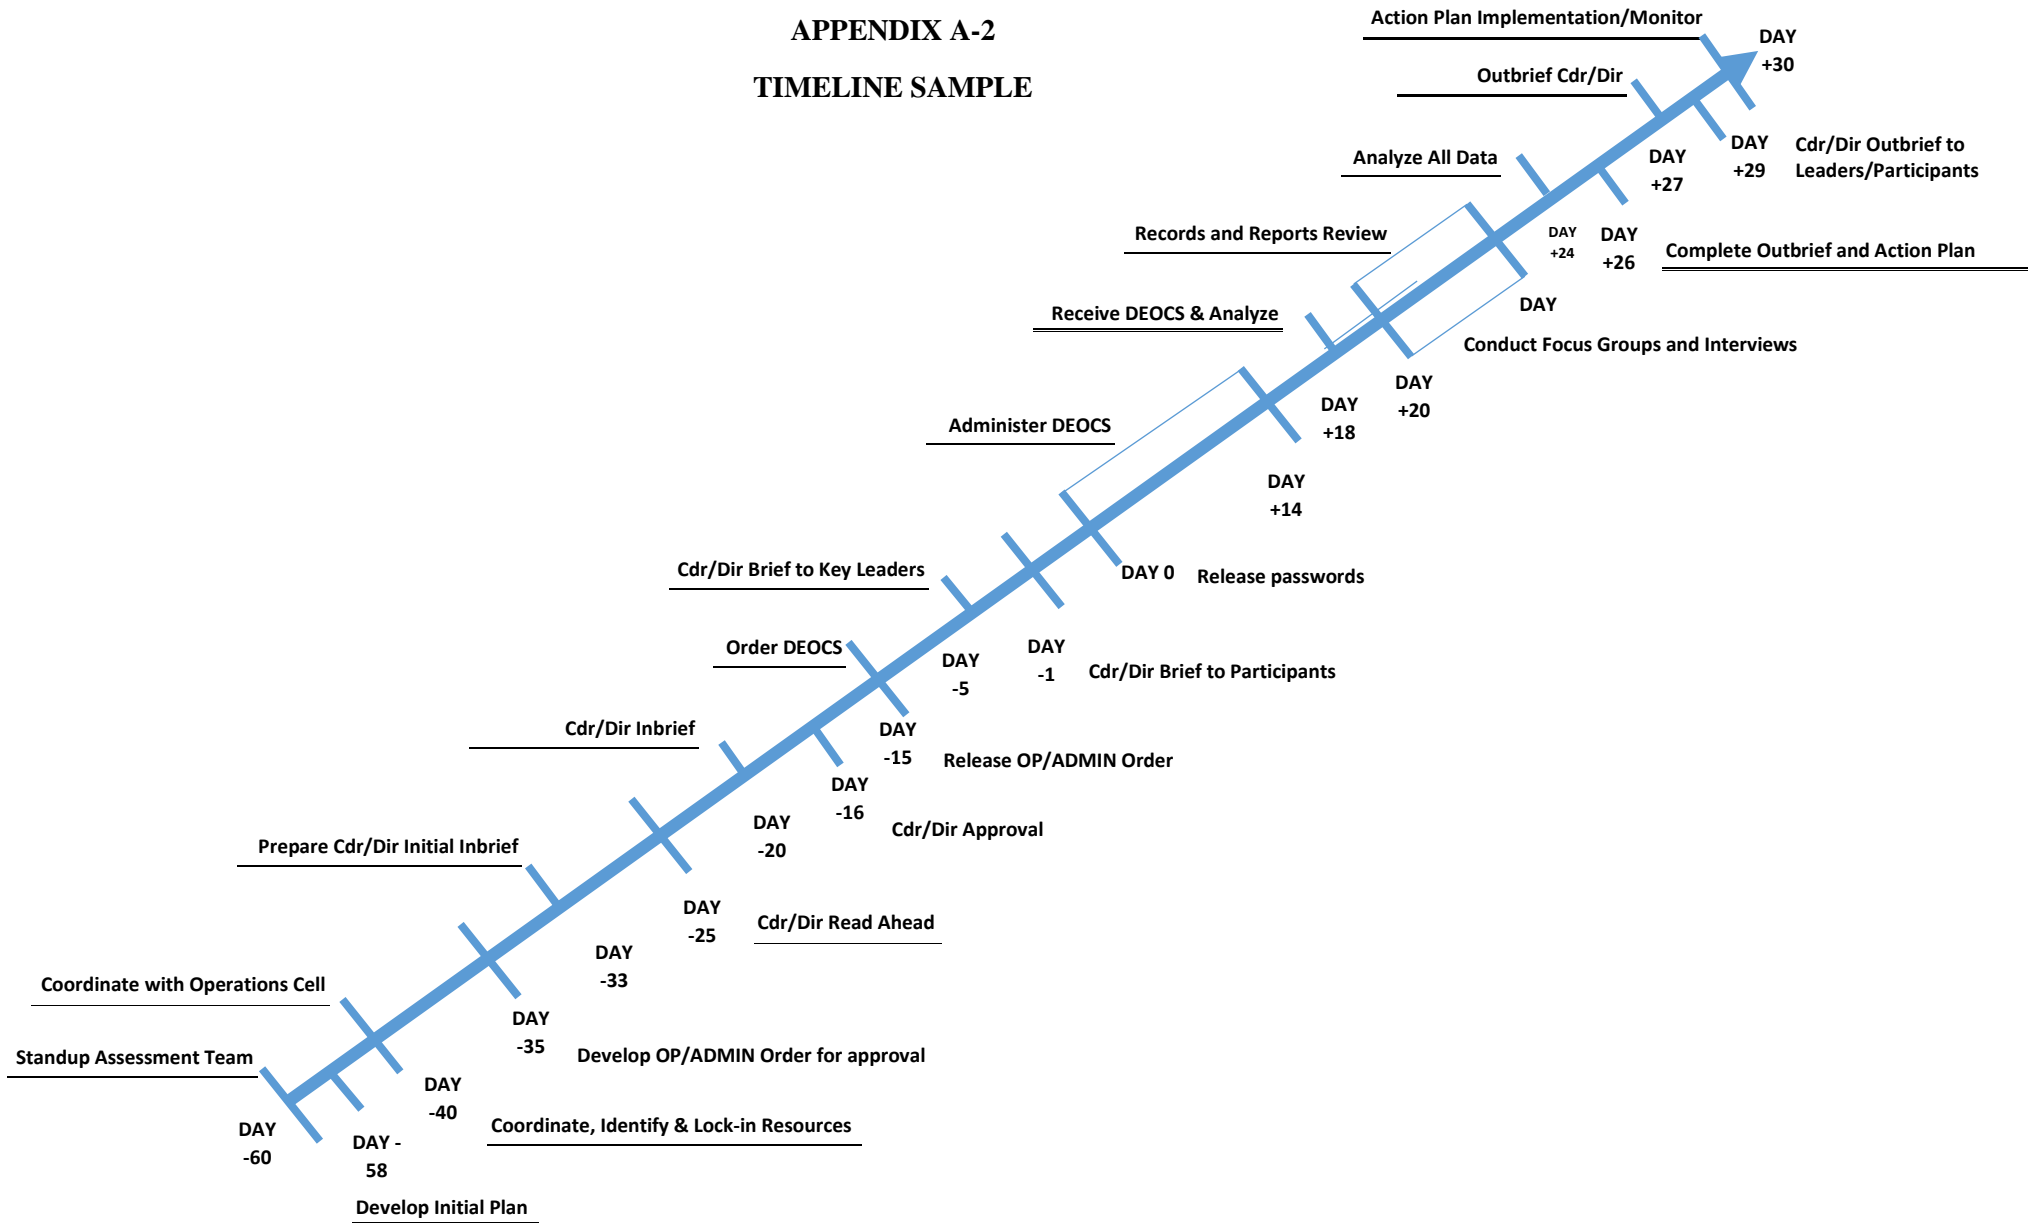 APPENDIX A-2
TIMELINE SAMPLE
Action Plan Implementation/Monitor
DAY
+30
Outbrief Cdr/Dir
DAY
+29
Cdr/Dir Outbrief to
Leaders/Participants
Analyze All Data
DAY
+27
Records and Reports Review
DAY
+24
DAY
+26
Complete Outbrief and Action Plan
Receive DEOCS & Analyze
DAY
Conduct Focus Groups and Interviews
DAY
+20
DAY
+18
Administer DEOCS
DAY
+14
Cdr/Dir Brief to Key Leaders
DAY 0
Release passwords
Order DEOCS
DAY
-5
DAY
-1
Cdr/Dir Brief to Participants
Cdr/Dir Inbrief
DAY
-15
Release OP/ADMIN Order
DAY
-16
Cdr/Dir Approval
DAY
-20
Prepare Cdr/Dir Initial Inbrief
DAY
-25
Cdr/Dir Read Ahead
DAY
-33
Coordinate with Operations Cell
DAY
-35
Develop OP/ADMIN Order for approval
Standup Assessment Team
DAY
-40
Coordinate, Identify & Lock-in Resources
DAY
-60
DAY -
58
Develop Initial Plan